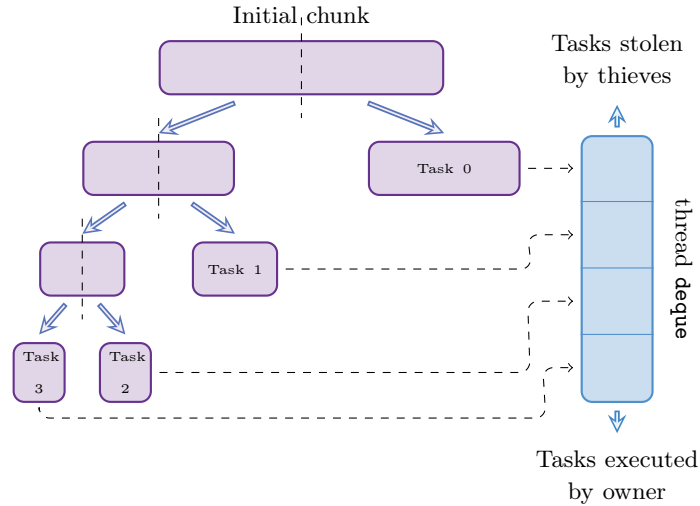 Initial chunk
Tasks stolen
by thieves
Task 0
Task 1
thread deque
Task
3
Task
2
Tasks executed
by owner